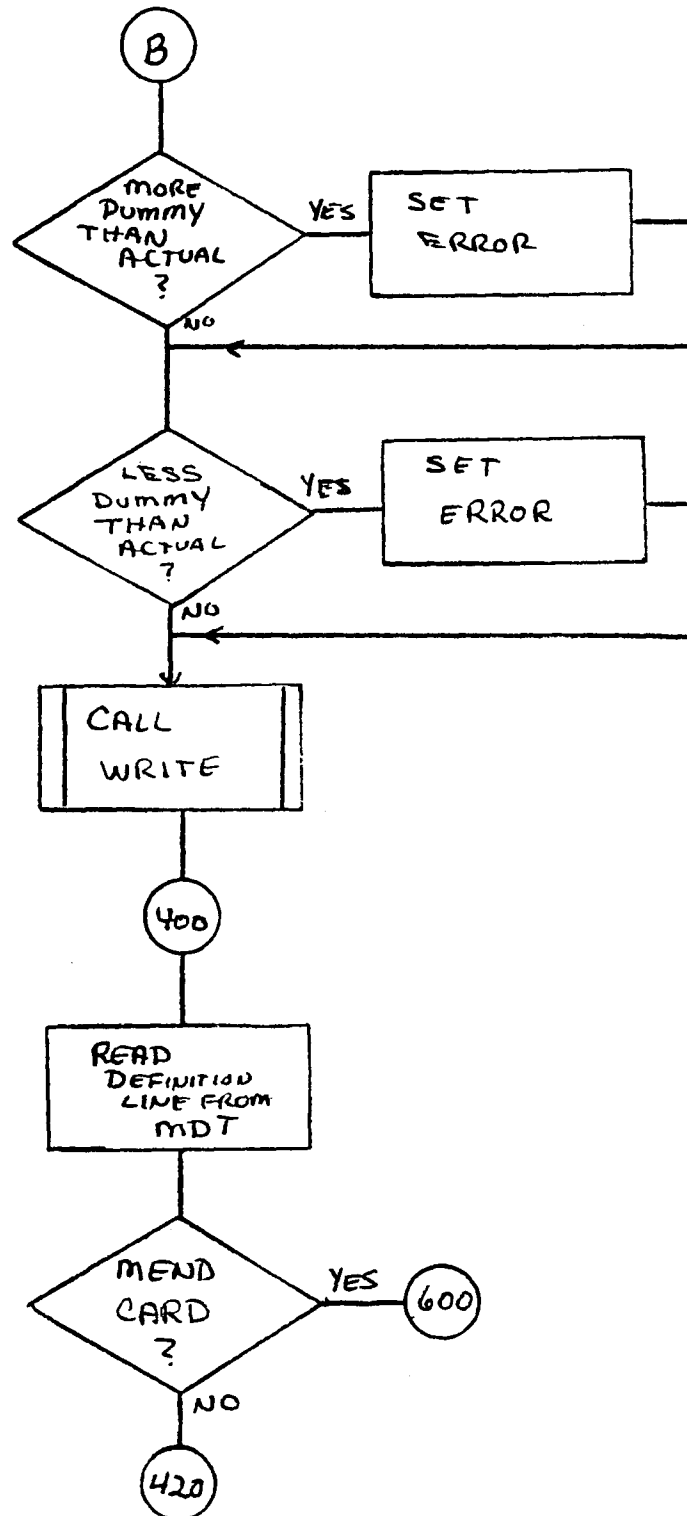 B
MORE
DUMMY
THAN
ACTUAL
?
YES
SET
ERROR
NO
LESS
DUMMY
THAN
ACTUAL
?
YES
SET
ERROR
NO
CALL
WRITE
400
READ
DEFINITION
LINE FROM
MDT
MEND
CARD
?
YES
600
NO
420